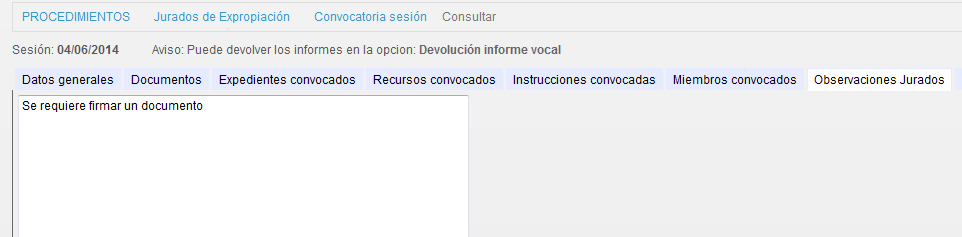 PROCEDIMIENTOS Jurados de Expropiación Convocatoria sesión Consultar
Sesión: 04/06/2014 Aviso: Puede devolver los informes en la opcion: Devolución informe vocal
Datos generales Documentos Expedientes convocados Recursos convocados Instrucciones convocadas Miembros convocados Observaciones Jurados
Se requiere firmar un documento